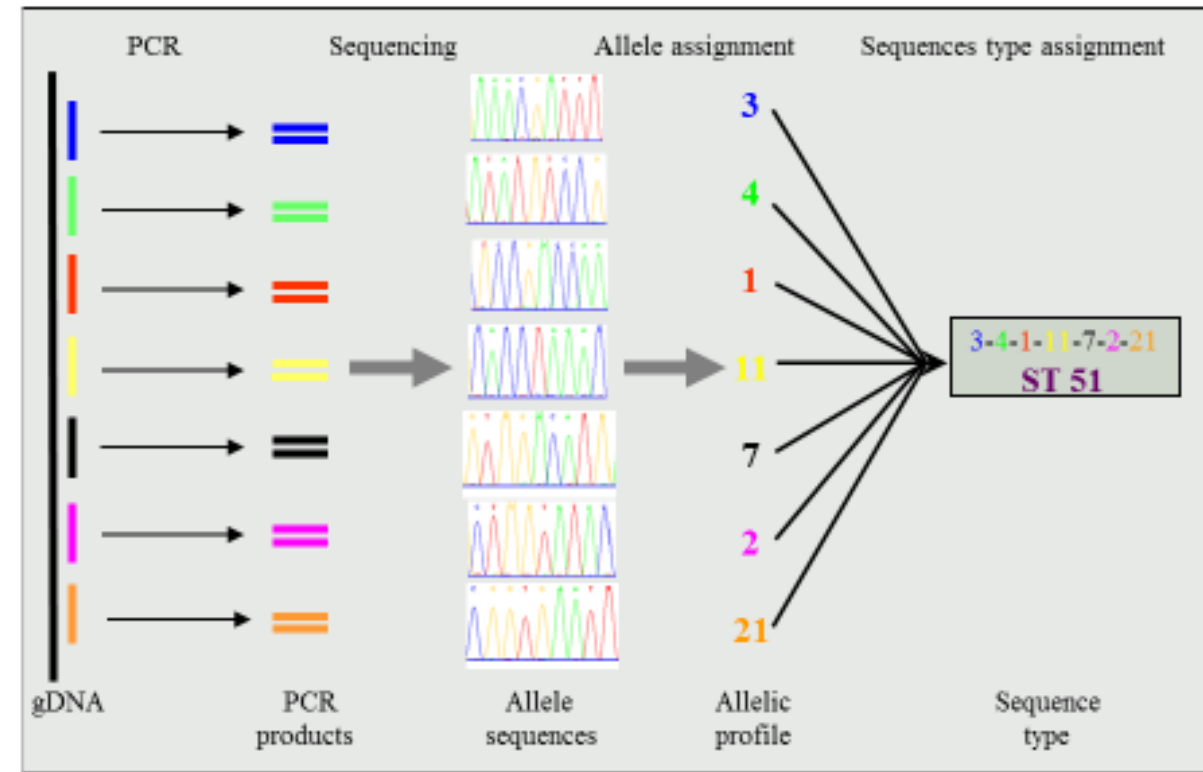 PCR Sequencing Allele assignment Sequences type assignment
3
4
1
11
3-4-1-11-7-2-21
ST 51
7
2
21
gDNA PCR Allele Allelic Sequence
products sequences profile type